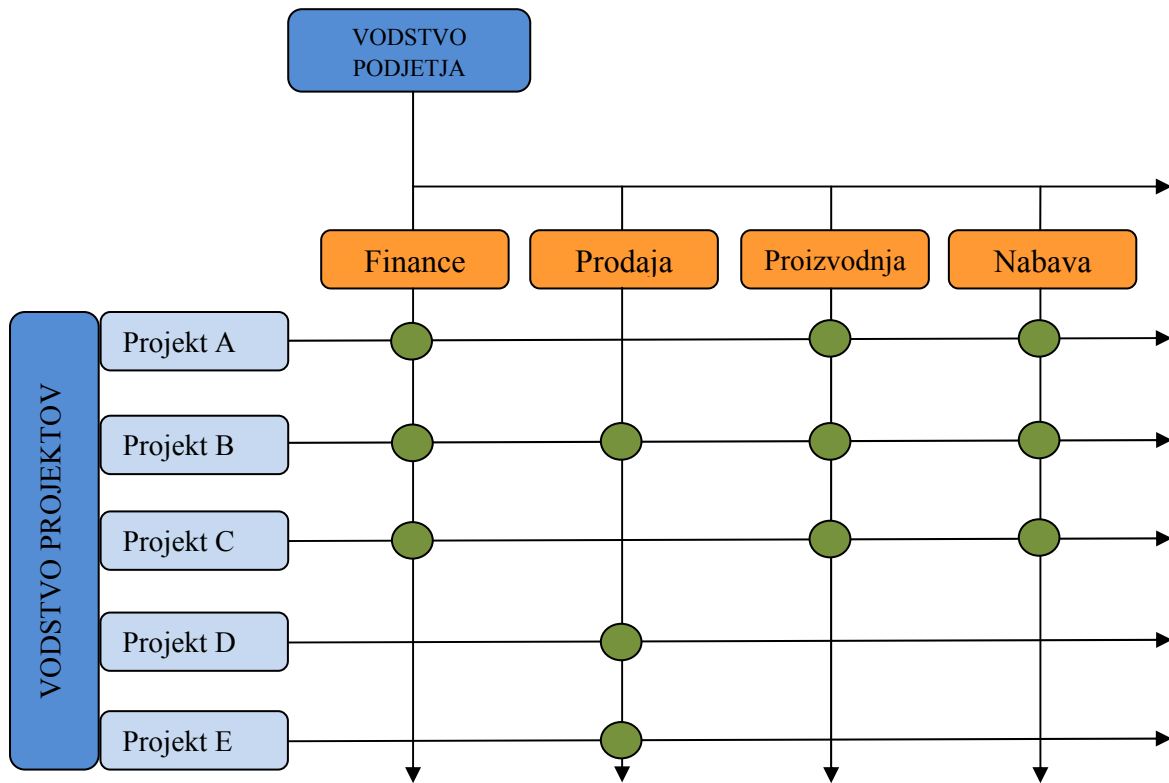 VODSTVO
PODJETJA
Finance
Prodaja
Proizvodnja
Nabava
VODSTVO PROJEKTOV
Projekt A
Projekt B
Projekt C
Projekt D
Projekt E